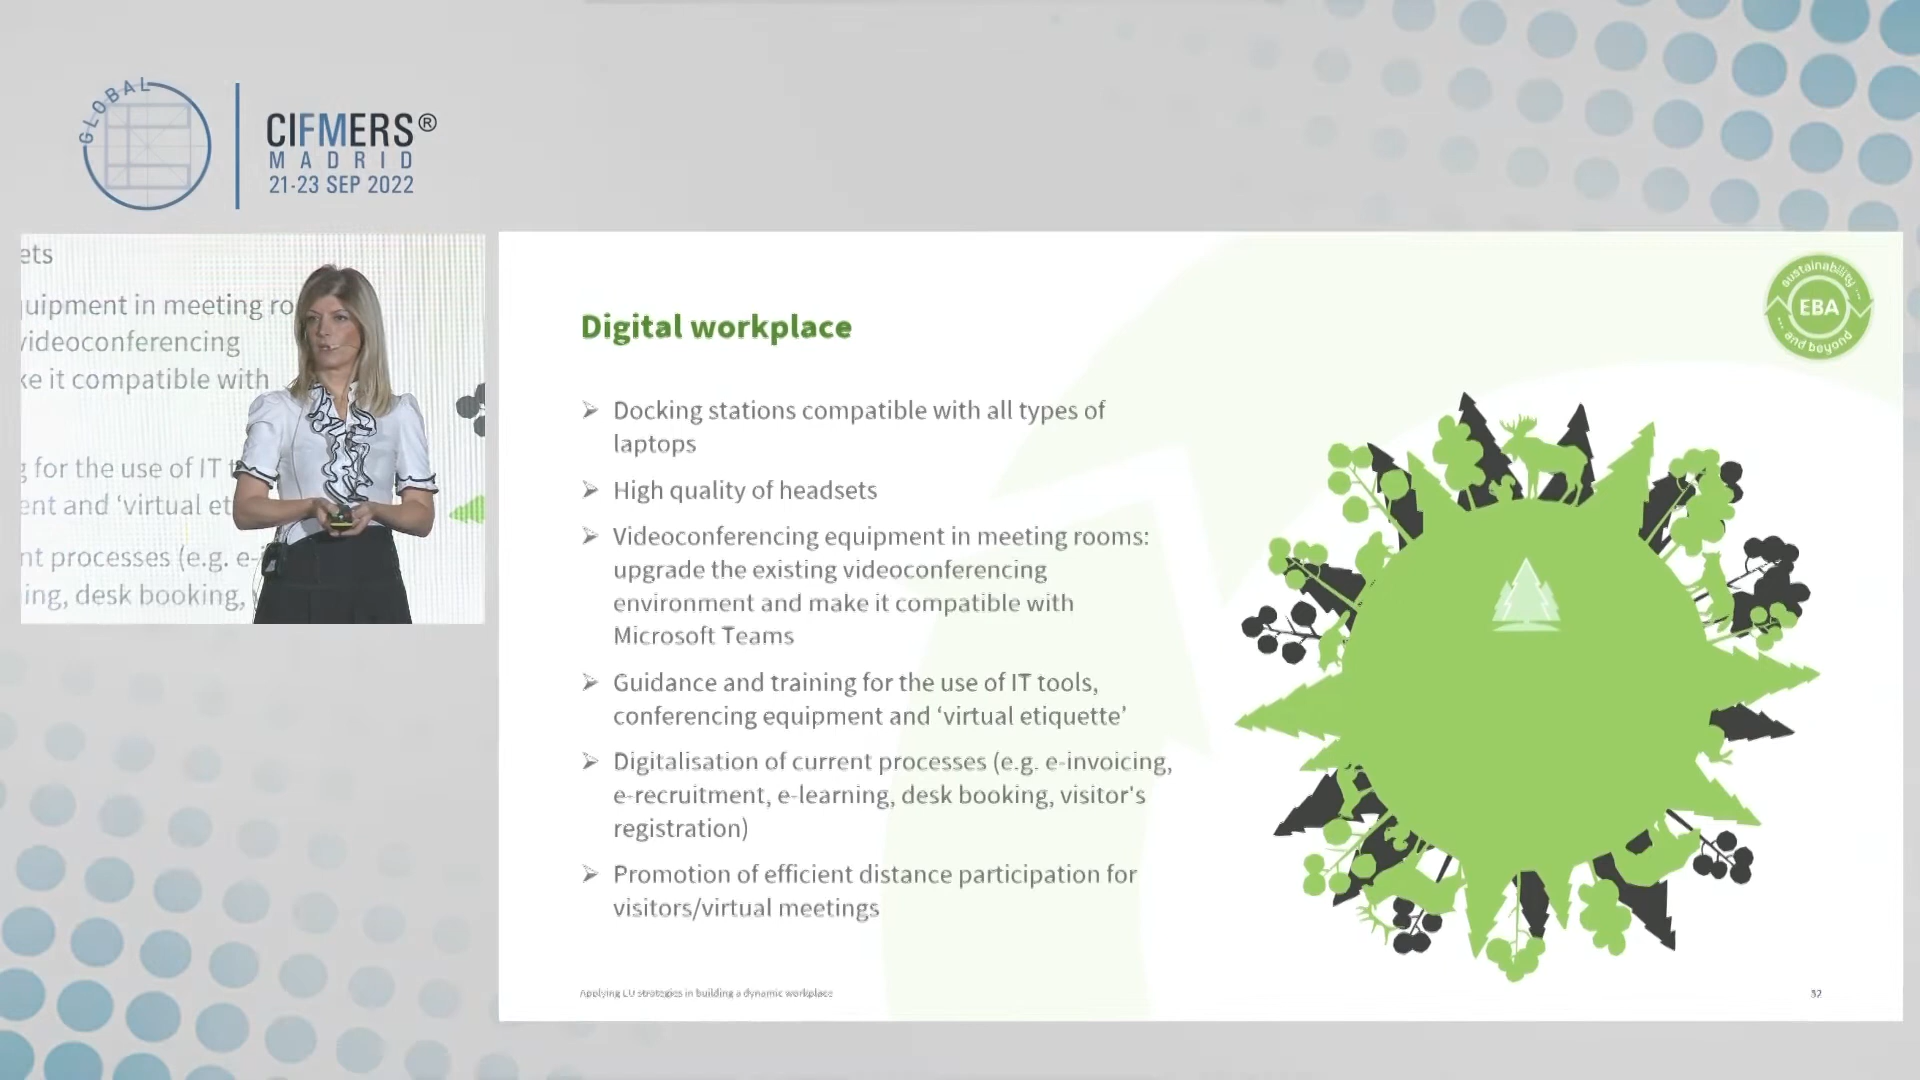 GLOBAL
CIFMERS®
MADRID
21-23 SEP 2022
ets
uipment in meeting ro
videoconferencing
ke it compatible with
for the use of IT t
ent and ‘virtual et
nt processes (e.g. e-
ing, desk booking,
sustainability ...
EBA
... and beyond
Digital workplace
➢ Docking stations compatible with all types of
laptops
➢ High quality of headsets
➢ Videoconferencing equipment in meeting rooms:
upgrade the existing videoconferencing
environment and make it compatible with
Microsoft Teams
➢ Guidance and training for the use of IT tools,
conferencing equipment and ‘virtual etiquette’
➢ Digitalisation of current processes (e.g. e-invoicing,
e-recruitment, e-learning, desk booking, visitor's
registration)
➢ Promotion of efficient distance participation for
visitors/virtual meetings
Applying EU strategies in building a dynamic workplace
32